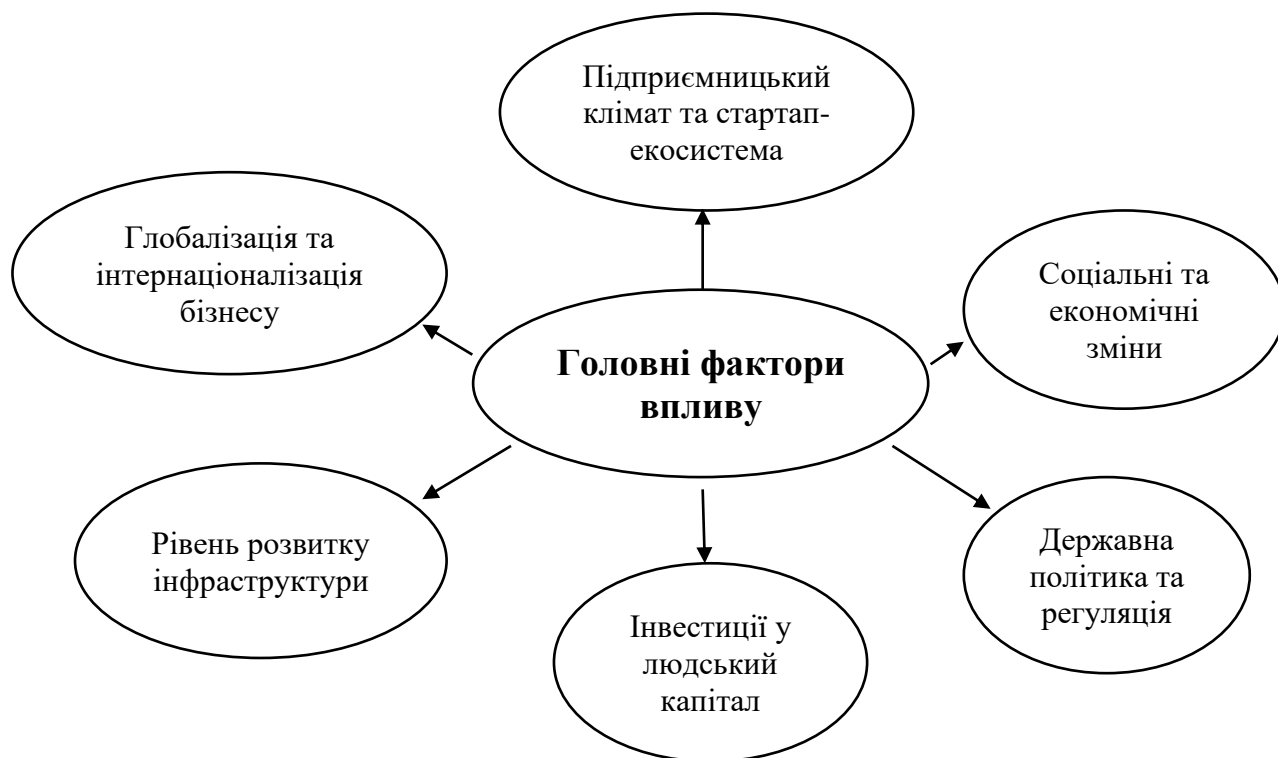 Підприємницький
клімат та стартап-
екосистема
Глобалізація та
інтернаціоналізація
бізнесу
Соціальні та
економічні
зміни
Головні фактори
впливу
Рівень розвитку
інфраструктури
Державна
політика та
регуляція
Інвестиції у
людський
капітал